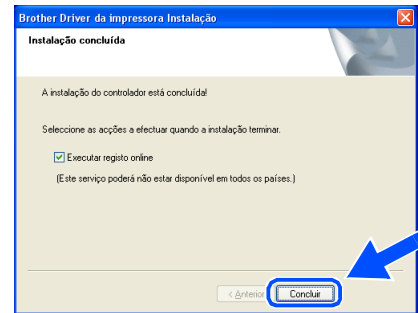 Brother Driver da impressora Instalação
Instalação concluída
A instalação do controlador está concluída!
Seleccione as acções a efectuar quando a instalação terminar.
Executar registo online
(Este serviço poderá não estar disponível em todos os países.)
< Anterior
Concluir